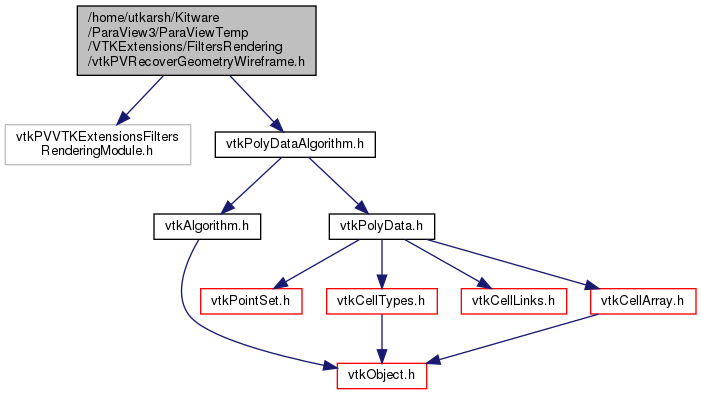 /home/utkarsh/Kitware
/ParaView3/ParaViewTemp
/VTKExtensions/FiltersRendering
/vtkPVRecoverGeometryWireframe.h
vtkPVVTKExtensionsFilters
RenderingModule.h
vtkPolyDataAlgorithm.h
vtkAlgorithm.h
vtkPolyData.h
vtkPointSet.h
vtkCellTypes.h
vtkCellLinks.h
vtkCellArray.h
vtkObject.h